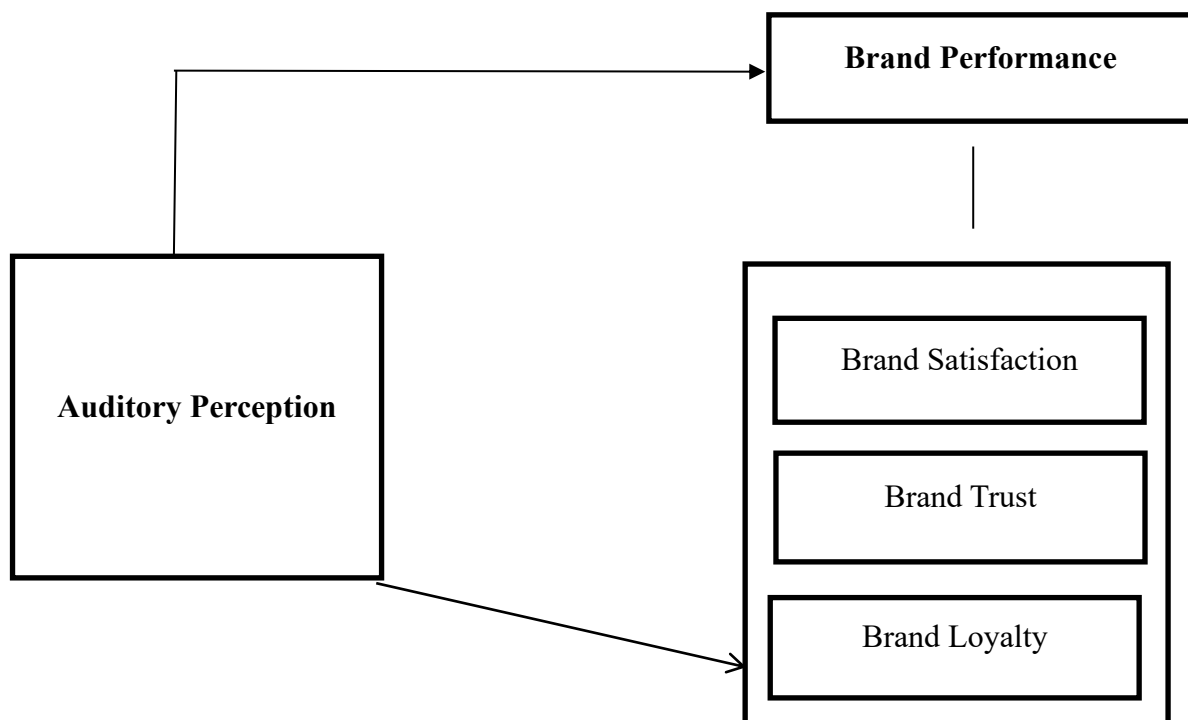 Brand Performance
Auditory Perception
Brand Satisfaction
Brand Trust
Brand Loyalty